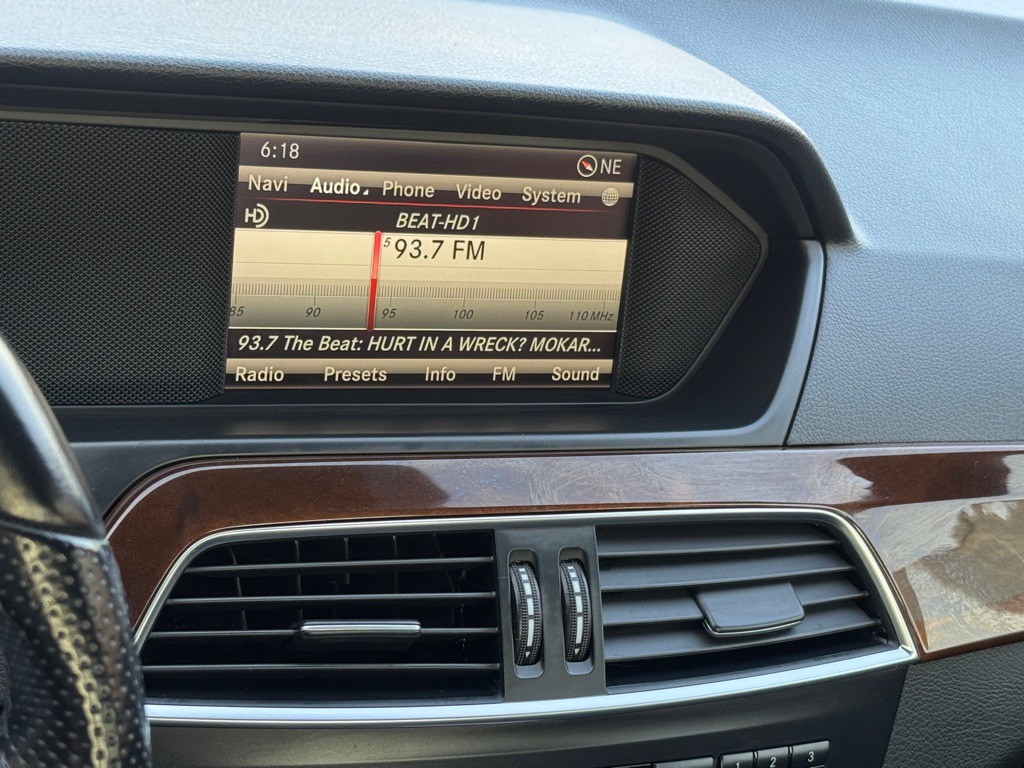 6:18 NE
Navi Audio Phone Video System
HD BEAT-HD1
5 93.7 FM
85 90 95 100 105 110 MHz
93.7 The Beat: HURT IN A WRECK? MOKAR...
Radio Presets Info FM Sound
1 2 3